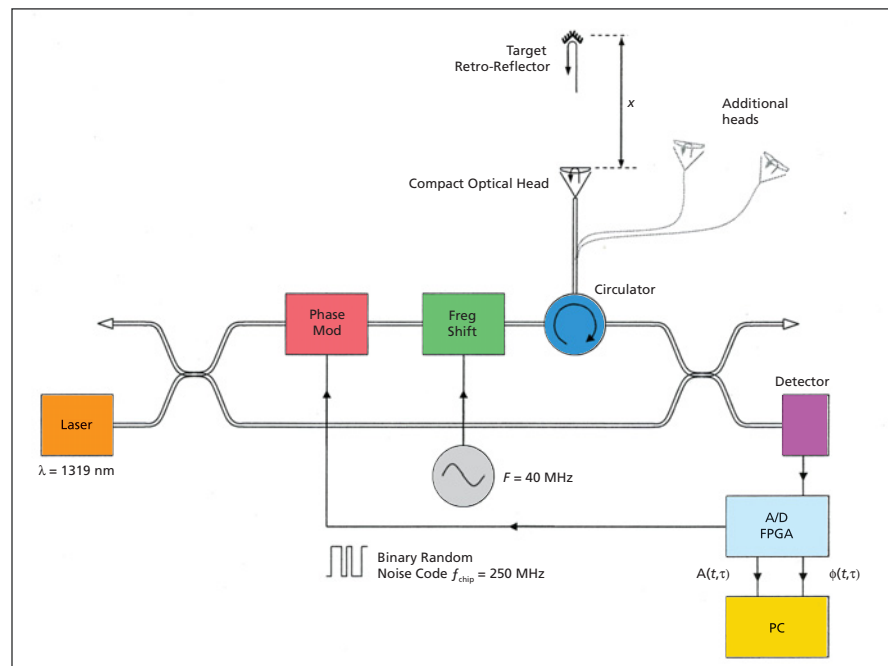 Target
Retro-Reflector
x
Additional
heads
Compact Optical Head
Circulator
Phase
Mod
Freg
Shift
Detector
Laser
λ = 1319 nm
F = 40 MHz
A/D
FPGA
Binary Random
Noise Code ƒchip = 250 MHz
A(t,τ)
ϕ(t,τ)
PC